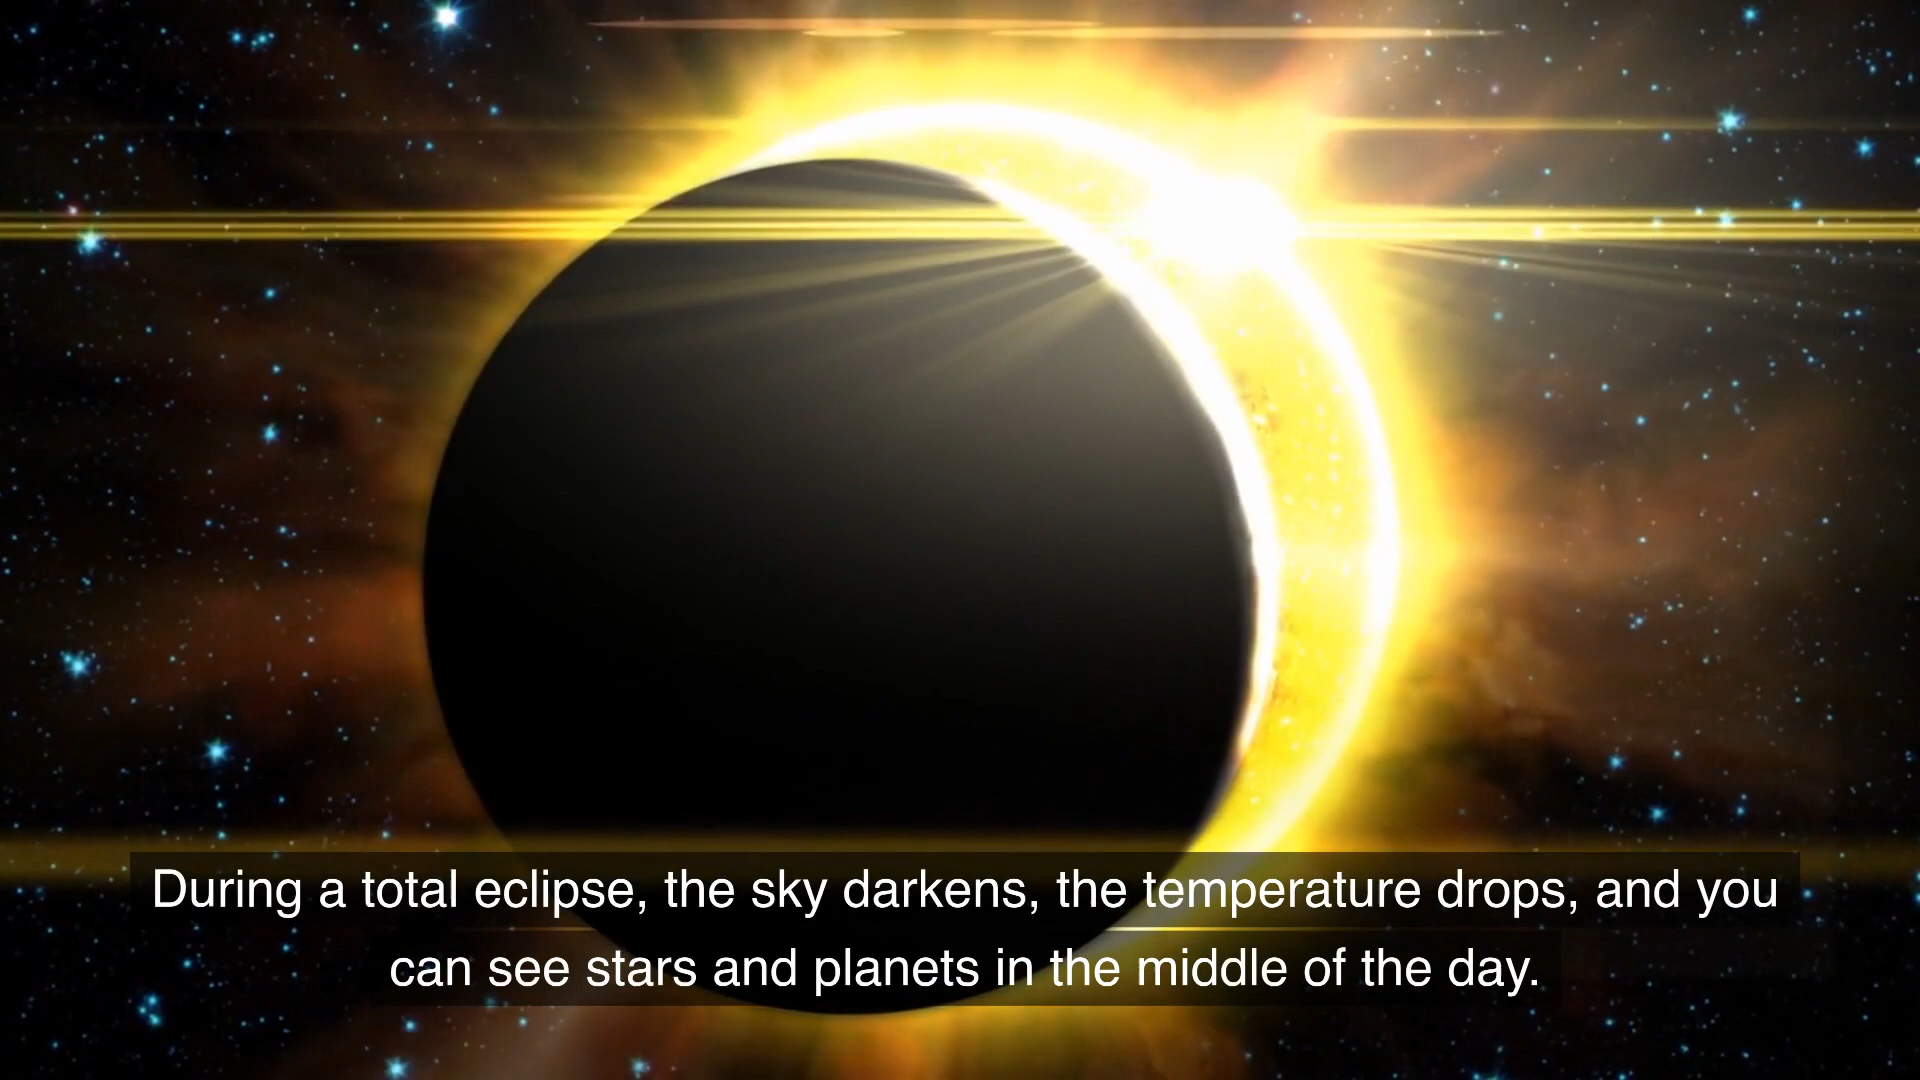 During a total eclipse, the sky darkens, the temperature drops, and you
can see stars and planets in the middle of the day.